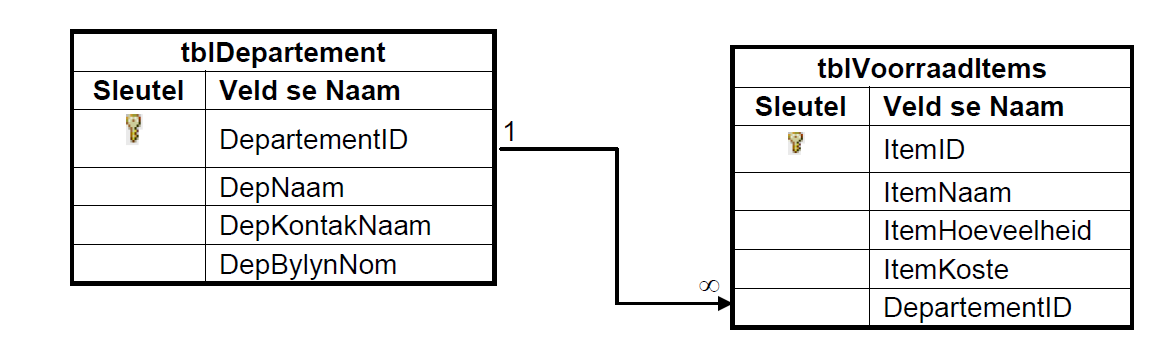 tblDepartement
Sleutel Veld se Naam
DepartementID
DepNaam
DepKontakNaam
DepBylynNom
1
∞
tblVoorraadItems
Sleutel Veld se Naam
ItemID
ItemNaam
ItemHoeveelheid
ItemKoste
DepartementID